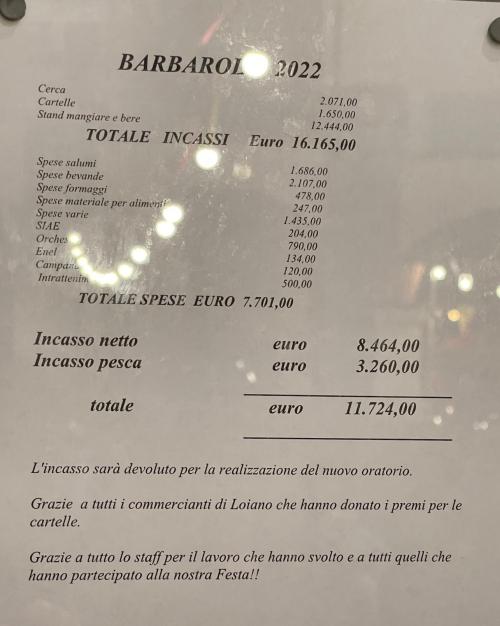 BARBAROLO 2022
Cerca 2.071,00
Cartelle 1.650,00
Stand mangiare e bere 12.444,00
TOTALE INCASSI Euro 16.165,00
Spese salumi 1.686,00
Spese bevande 2.107,00
Spese formaggi 478,00
Spese materiale per alimenti 247,00
Spese varie 1.435,00
SIAE 204,00
790,00
Enel 134,00
120,00
500,00
TOTALE SPESE EURO 7.701,00
Incasso netto euro 8.464,00
Incasso pesca euro 3.260,00
totale euro 11.724,00
L'incasso sarà devoluto per la realizzazione del nuovo oratorio.
Grazie a tutti i commercianti di Loiano che hanno donato i premi per le
cartelle.
Grazie a tutto lo staff per il lavoro che hanno svolto e a tutti quelli che
hanno partecipato alla nostra Festa!!